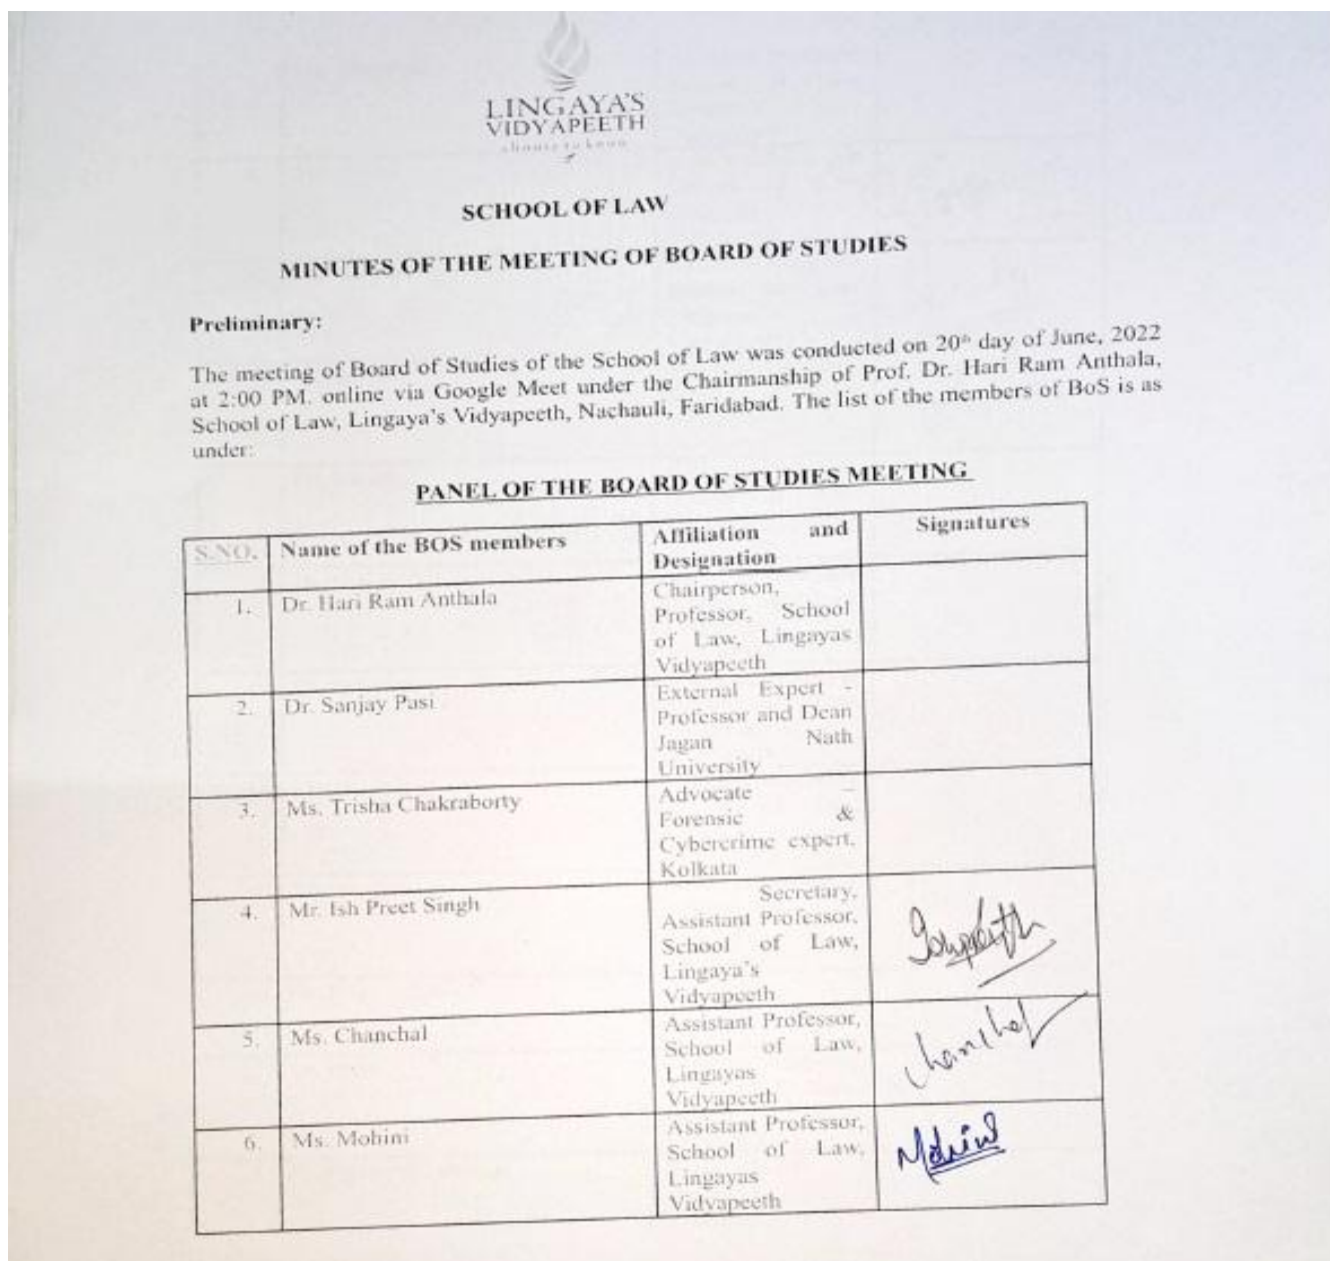 LINGAYA'S
VIDYAPEETH
SCHOOL OF LAW
MINUTES OF THE MEETING OF BOARD OF STUDIES
Preliminary:
The meeting of Board of Studies of the School of Law was conducted on 20th day of June, 2022
at 2:00 PM. online via Google Meet under the Chairmanship of Prof. Dr. Hari Ram Anthala,
School of Law, Lingaya's Vidyapeeth, Nachauli, Faridabad. The list of the members of BoS is as
under:
PANEL OF THE BOARD OF STUDIES MEETING
S.NO. Name of the BOS members Affiliation and Signatures
Designation
1. Dr. Hari Ram Anthala Chairperson,
Professor, School
of Law, Lingayas
Vidyapeeth
2. Dr. Sanjay Pasi External Expert -
Professor and Dean
Jagan Nath
University
3. Ms. Trisha Chakraborty Advocate –
Forensic &
Cybercrime expert,
Kolkata
4. Mr. Ish Preet Singh Secretary,
Assistant Professor,
School of Law,
Lingaya's
Vidyapeeth
5. Ms. Chanchal Assistant Professor,
School of Law,
Lingayas
Vidyapeeth
Chanchal
6. Ms. Mohini Assistant Professor,
School of Law,
Lingayas
Vidyapeeth
Mohini